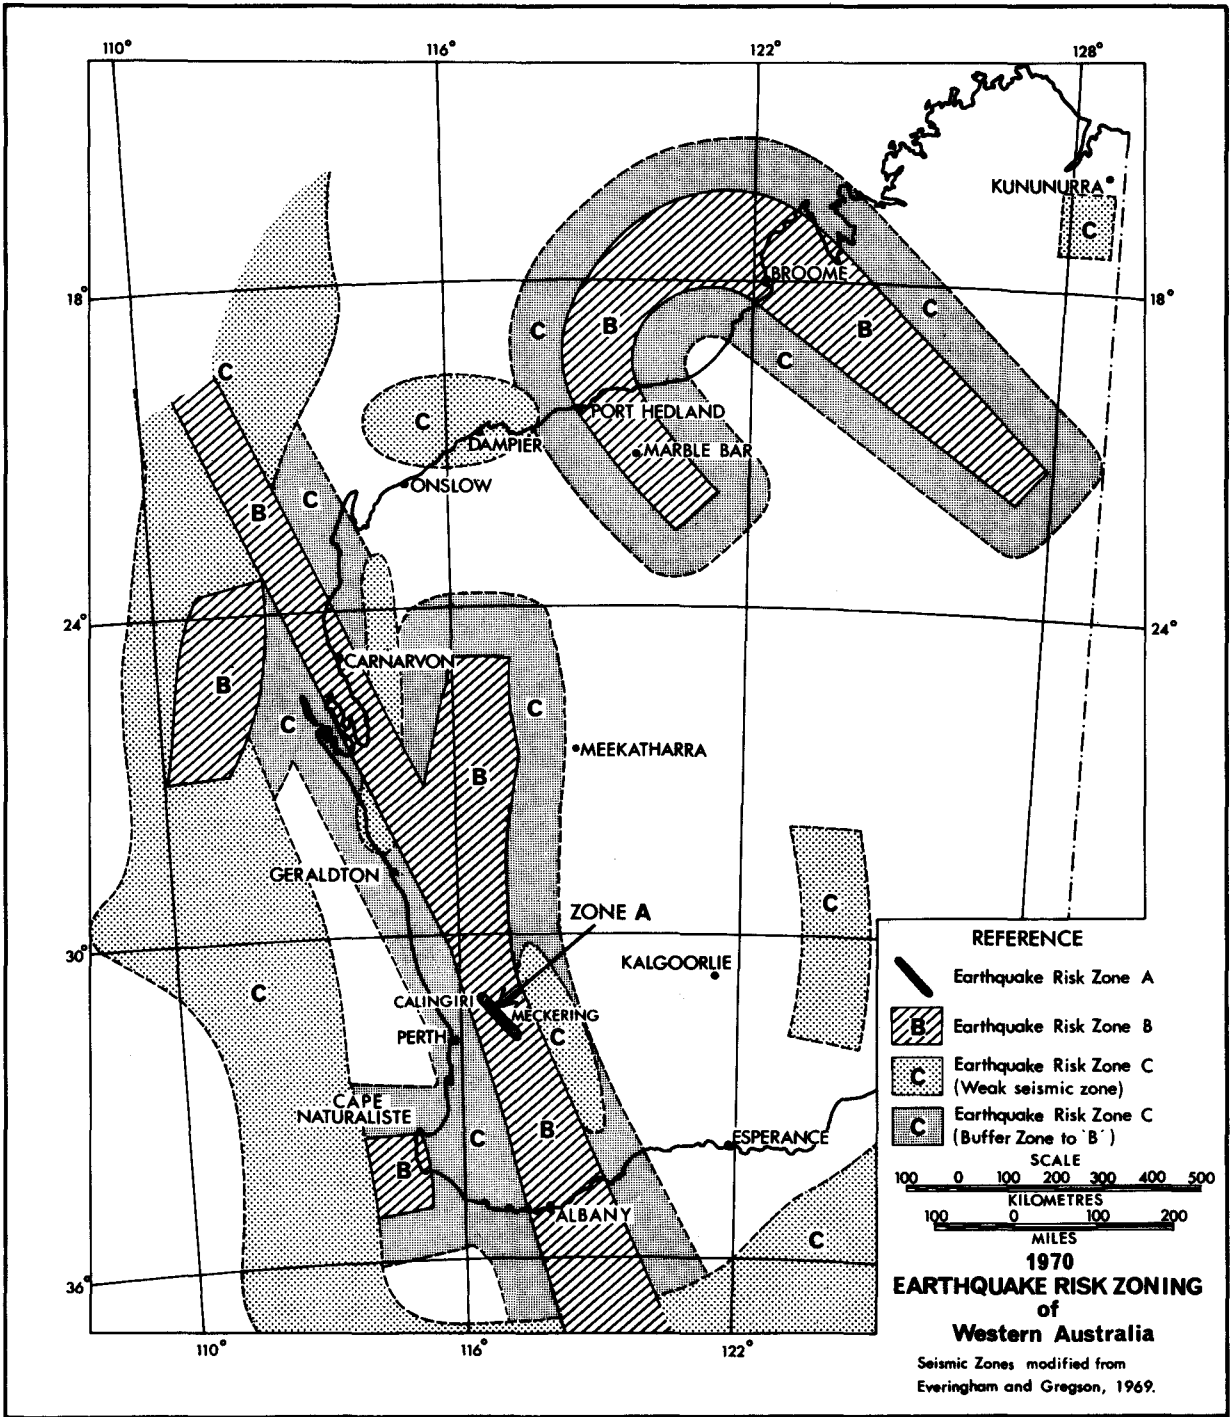 110°
116°
122°
128°
KUNUNURRA
C
BROOME
18°
18°
C
C
B
B
C
C
C
PORT HEDLAND
DAMPIER
MARBLE BAR
ONSLOW
C
B
24°
24°
CARNARVON
B
C
C
MEEKATHARRA
B
GERALDTON
C
ZONE A
30°
KALGOORLIE
C
CALINGIRI
MECKERING
PERTH
C
CAPE
NATURALISTE
C
B
ESPERANCE
B
ALBANY
C
36°
110°
116°
122°
REFERENCE
Earthquake Risk Zone A
B
Earthquake Risk Zone B
C
Earthquake Risk Zone C
(Weak seismic zone)
C
Earthquake Risk Zone C
(Buffer Zone to 'B')
SCALE
100 0 100 200 300 400 500
KILOMETRES
100 0 100 200
MILES
1970
EARTHQUAKE RISK ZONING
of
Western Australia
Seismic Zones modified from
Everingham and Gregson, 1969.